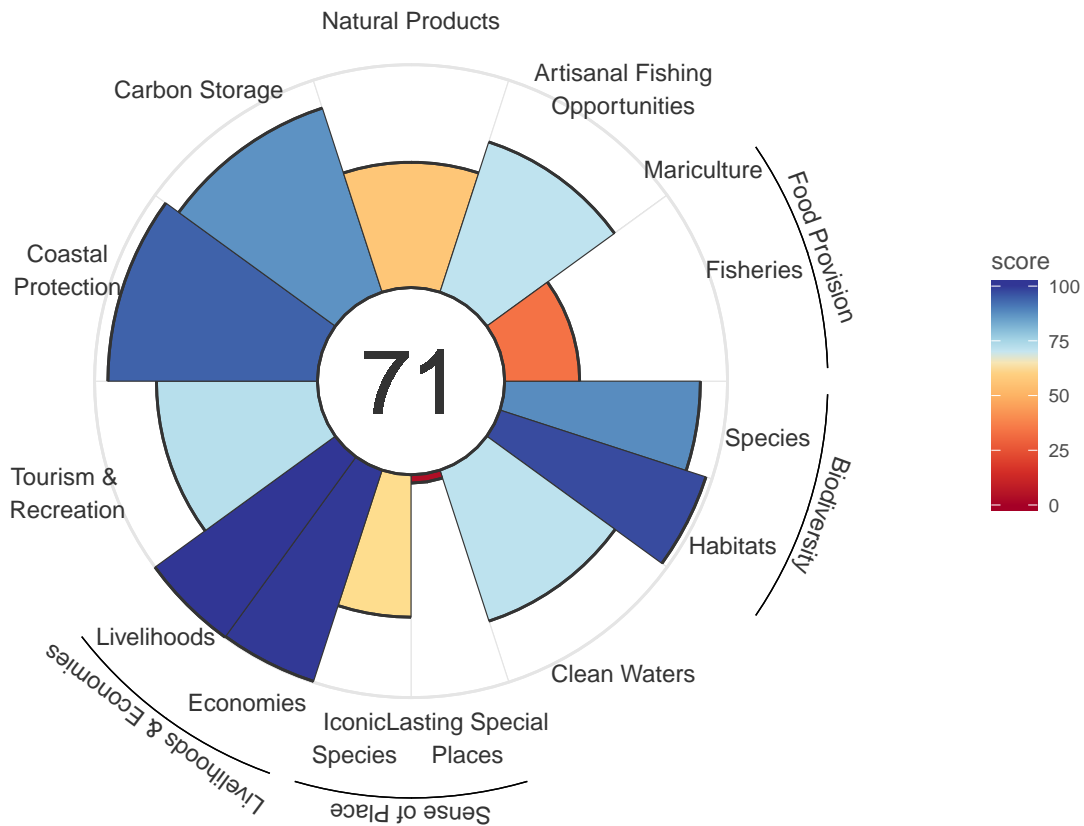 Natural Products
Artisanal Fishing
Opportunities
Carbon Storage
Mariculture
Food Provision
Fisheries
Coastal
Protection
score
100
75
50
25
0
71
Species
Biodiversity
Habitats
Tourism &
Recreation
Clean Waters
Livelihoods
Economies
Livelihoods & Economies
Iconic
Species
Lasting Special
Places
Sense of Place